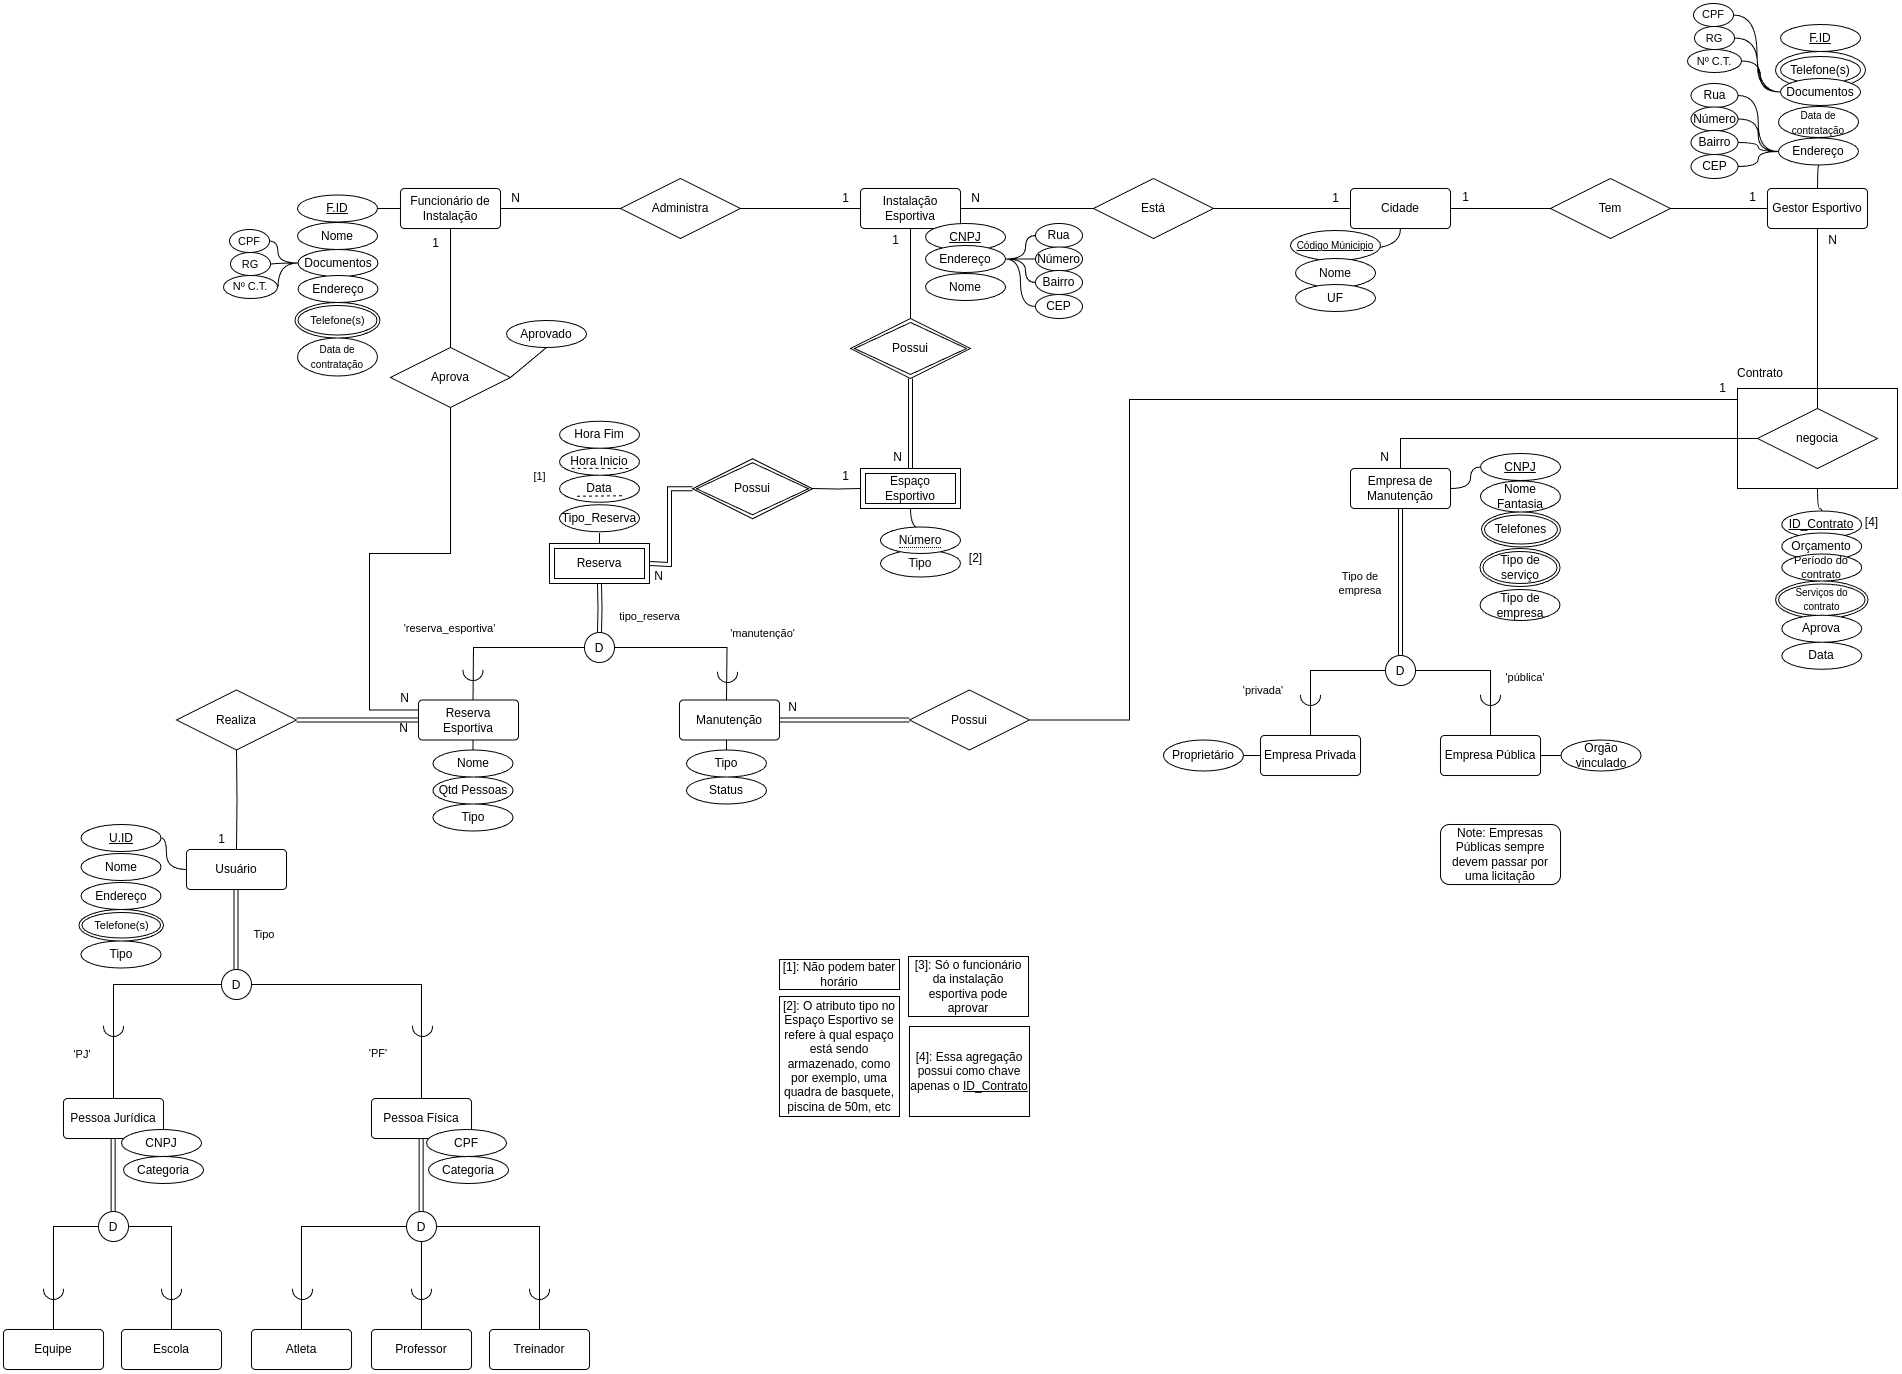 CPF
RG
Nº C.T.
F.ID
Telefone(s)
Documentos
Rua
Número
Bairro
CEP
Data de
contratação
Endereço
F.ID
Nome
Documentos
Endereço
Telefone(s)
Data de
contratação
CPF
RG
Nº C.T.
Funcionário de
Instalação
N
Administra
1
Instalação
Esportiva
N
Está
1
Cidade
1
Tem
1
Gestor Esportivo
1
1
N
CNPJ
Endereço
Nome
Rua
Número
Bairro
CEP
Código Múnicipio
Nome
UF
Aprovado
Aprova
Possui
Contrato
1
negocia
Hora Fim
Hora Inicio
Data
Tipo_Reserva
[1]
Possui
1
N
Espaço
Esportivo
Número
Tipo
[2]
N
Empresa de
Manutenção
CNPJ
Nome
Fantasia
Telefones
Tipo de
serviço
Tipo de
empresa
ID_Contrato
[4]
Orçamento
Período do
contrato
Serviços do
contrato
Aprova
Data
Reserva
N
tipo_reserva
'reserva_esportiva'
D
'manutenção'
Tipo de
empresa
D
'privada'
'pública'
Realiza
N
N
Reserva
Esportiva
Manutenção
N
Possui
Nome
Qtd Pessoas
Tipo
Tipo
Status
Proprietário
Empresa Privada
Empresa Pública
Orgão
vinculado
U.ID
Nome
Endereço
Telefone(s)
Tipo
1
Usuário
Note: Empresas
Públicas sempre
devem passar por
uma licitação
Tipo
D
'PJ'
'PF'
[1]: Não podem bater
horário
[2]: O atributo tipo no
Espaço Esportivo se
refere à qual espaço
está sendo
armazenado, como
por exemplo, uma
quadra de basquete,
piscina de 50m, etc
[3]: Só o funcionário
da instalação
esportiva pode
aprovar
[4]: Essa agregação
possui como chave
apenas o ID_Contrato
Pessoa Jurídica
CNPJ
Categoria
Pessoa Física
CPF
Categoria
D
D
Equipe
Escola
Atleta
Professor
Treinador